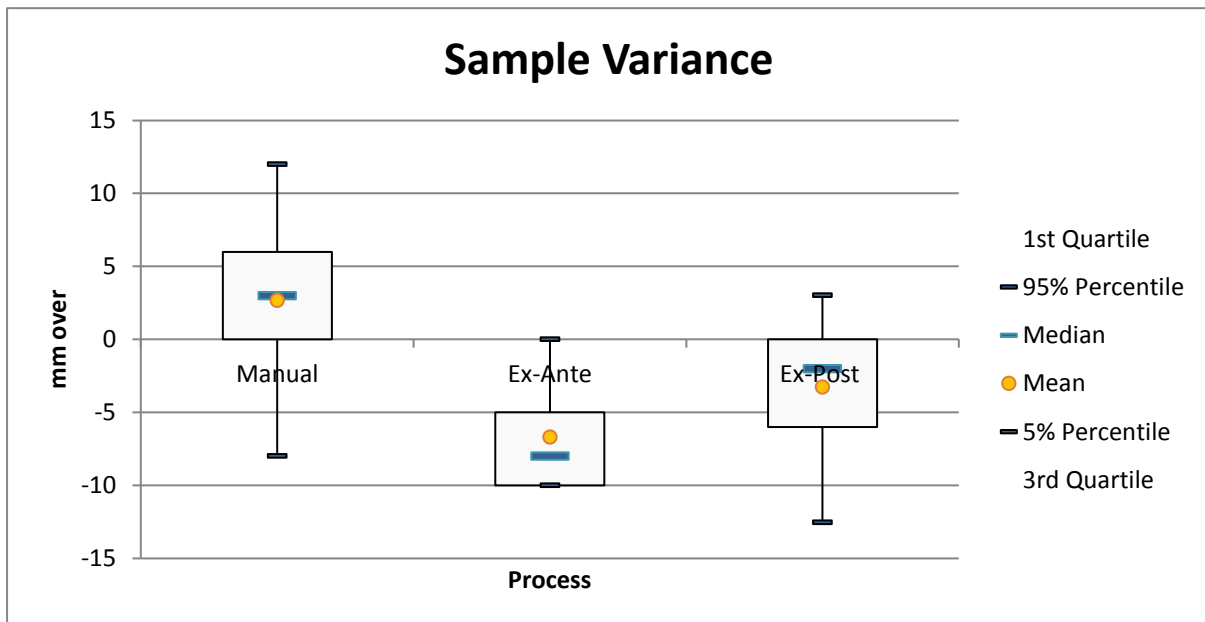 Sample Variance
15
10
5
0
-5
-10
-15
mm over
Manual
Ex-Ante
Ex-Post
Process
1st Quartile
95% Percentile
Median
Mean
5% Percentile
3rd Quartile